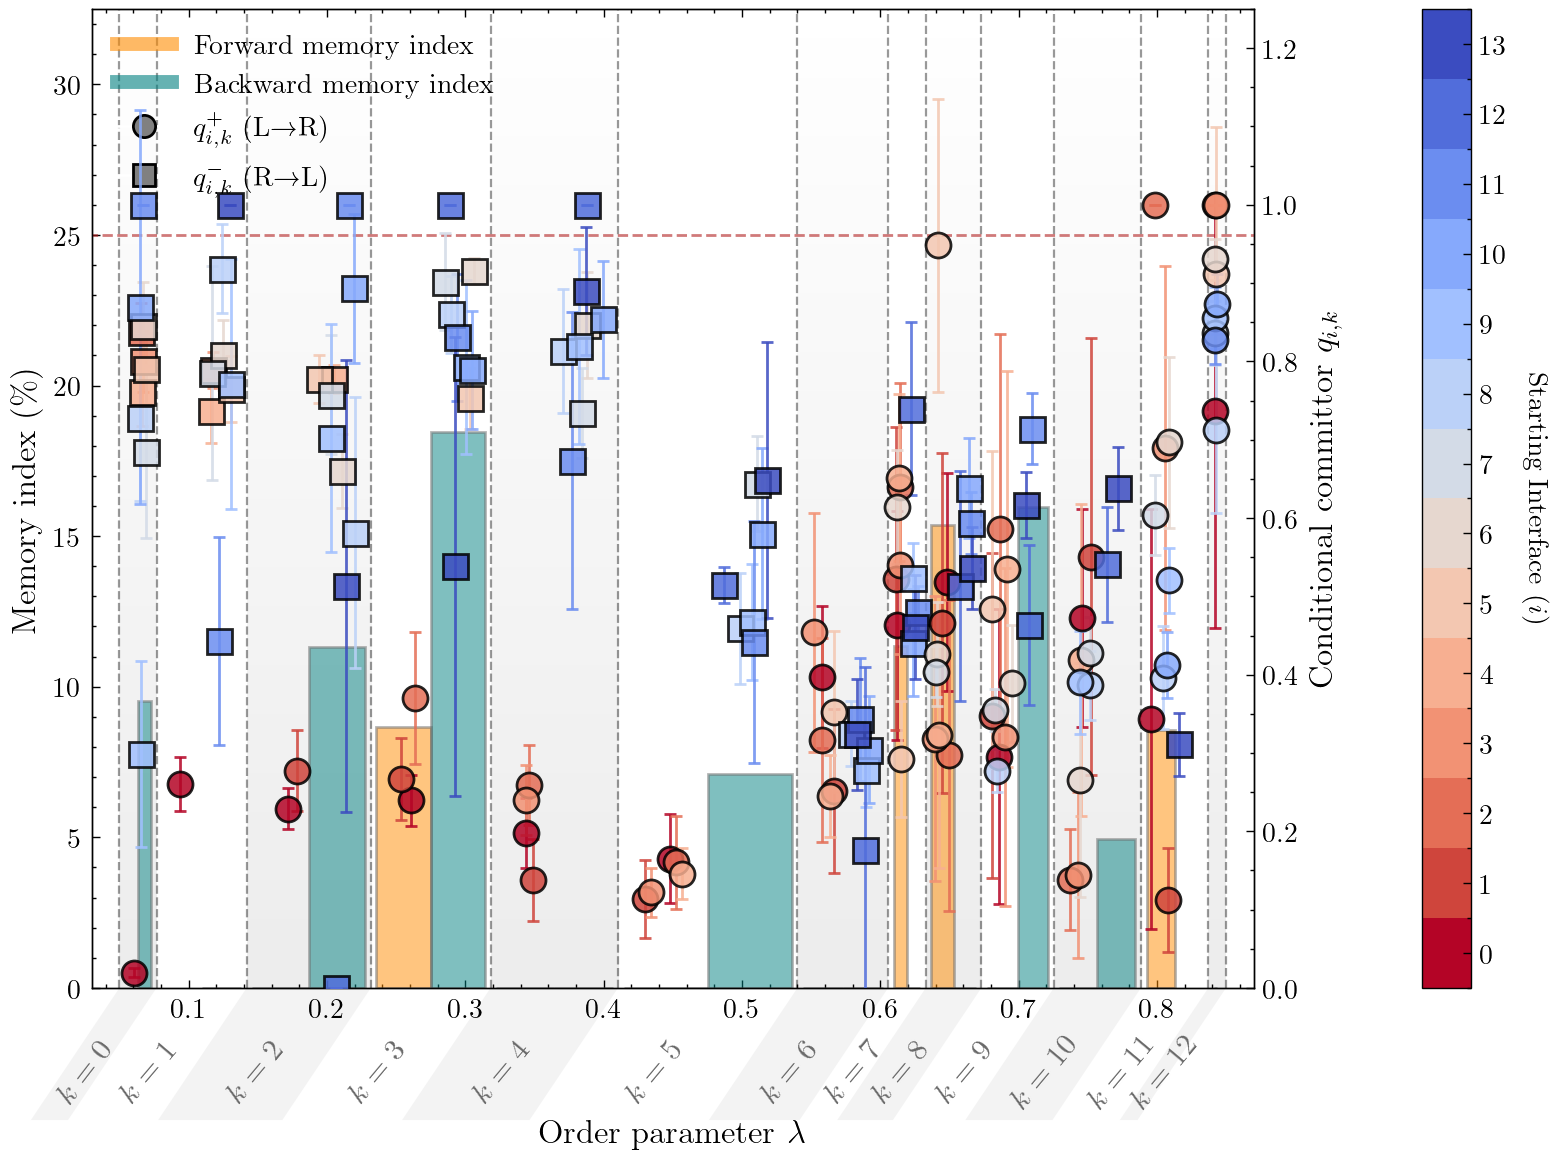 Forward memory index
Backward memory index
q⁺ᵢ,ₖ (L→R)
q⁻ᵢ,ₖ (R→L)
Memory index (%)
30
25
20
15
10
5
0
0.1
0.2
0.3
0.4
0.5
0.6
0.7
0.8
k = 0
k = 1
k = 2
k = 3
k = 4
k = 5
k = 6
k = 7
k = 8
k = 9
k = 10
k = 11
k = 12
Order parameter λ
1.2
1.0
0.8
0.6
0.4
0.2
0.0
Conditional committor qᵢ,ₖ
13
12
11
10
9
8
7
6
5
4
3
2
1
0
Starting Interface (i)